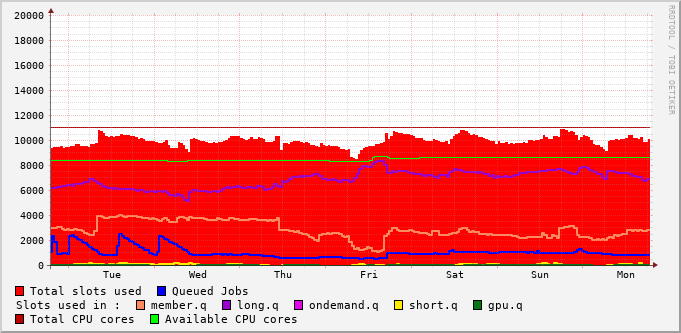 RRDTOOL / TOBI OETIKER
20000
18000
16000
14000
12000
10000
8000
6000
4000
2000
0
Tue Wed Thu Fri Sat Sun Mon
Total slots used Queued Jobs
Slots used in : member.q long.q ondemand.q short.q gpu.q
Total CPU cores Available CPU cores